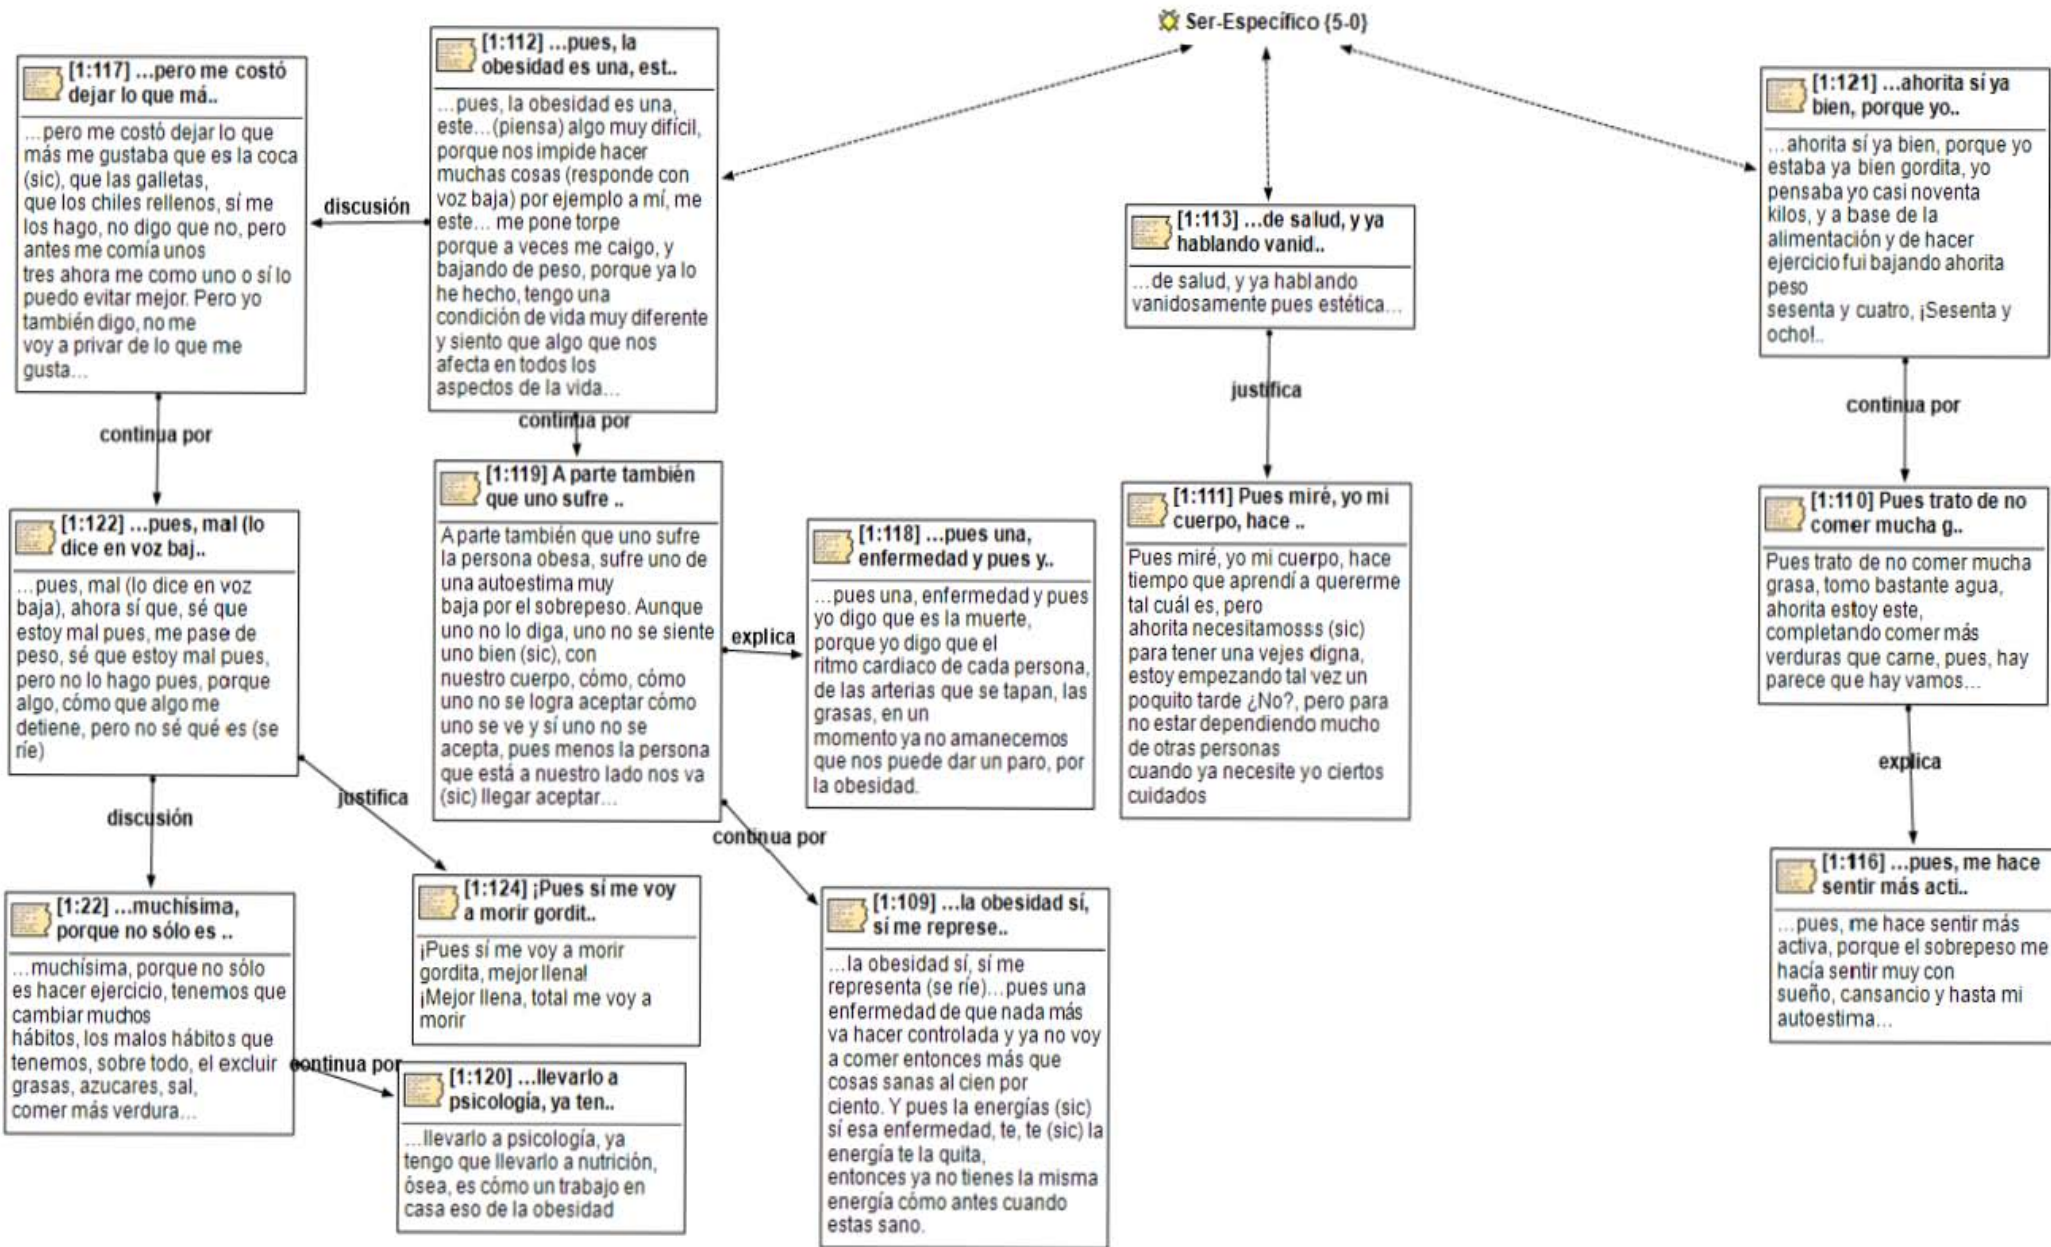 Ser-Específico {5-0}
[1:117] ...pero me costó
dejar lo que má..
...pero me costó dejar lo que
más me gustaba que es la coca
(sic), que las galletas,
que los chiles rellenos, sí me
los hago, no digo que no, pero
antes me comía unos
tres ahora me como uno o sí lo
puedo evitar mejor. Pero yo
también digo, no me
voy a privar de lo que me
gusta...
discusión
[1:112] ...pues, la
obesidad es una, est..
...pues, la obesidad es una,
este...(piensa) algo muy difícil,
porque nos impide hacer
muchas cosas (responde con
voz baja) por ejemplo a mí, me
este... me pone torpe
porque a veces me caigo, y
bajando de peso, porque ya lo
he hecho, tengo una
condición de vida muy diferente
y siento que algo que nos
afecta en todos los
aspectos de la vida...
[1:113] ...de salud, y ya
hablando vanid..
...de salud, y ya hablando
vanidosamente pues estética...
[1:121] ...ahorita sí ya
bien, porque yo..
...ahorita sí ya bien, porque yo
estaba ya bien gordita, yo
pensaba yo casi noventa
kilos, y a base de la
alimentación y de hacer
ejercicio fui bajando ahorita
peso
sesenta y cuatro, ¡Sesenta y
ocho!..
continua por
continua por
justifica
continua por
[1:122] ...pues, mal (lo
dice en voz baj..
...pues, mal (lo dice en voz
baja), ahora sí que, sé que
estoy mal pues, me pase de
peso, sé que estoy mal pues,
pero no lo hago pues, porque
algo, cómo que algo me
detiene, pero no sé qué es (se
ríe)
[1:119] A parte también
que uno sufre ..
A parte también que uno sufre
la persona obesa, sufre uno de
una autoestima muy
baja por el sobrepeso. Aunque
uno no lo diga, uno no se siente
uno bien (sic), con
nuestro cuerpo, cómo, cómo
uno no se logra aceptar cómo
uno se ve y sí uno no se
acepta, pues menos la persona
que está a nuestro lado nos va
(sic) llegar aceptar...
explica
[1:118] ...pues una,
enfermedad y pues y..
...pues una, enfermedad y pues
yo digo que es la muerte,
porque yo digo que el
ritmo cardiaco de cada persona,
de las arterias que se tapan, las
grasas, en un
momento ya no amanecemos
que nos puede dar un paro, por
la obesidad.
[1:111] Pues miré, yo mi
cuerpo, hace ..
Pues miré, yo mi cuerpo, hace
tiempo que aprendí a quererme
tal cuál es, pero
ahorita necesitamosss (sic)
para tener una vejes digna,
estoy empezando tal vez un
poquito tarde ¿No?, pero para
no estar dependiendo mucho
de otras personas
cuando ya necesite yo ciertos
cuidados
[1:110] Pues trato de no
comer mucha g..
Pues trato de no comer mucha
grasa, tomo bastante agua,
ahorita estoy este,
completando comer más
verduras que carne, pues, hay
parece que hay vamos...
discusión
justifica
continua por
explica
[1:22] ...muchísima,
porque no sólo es ..
...muchísima, porque no sólo
es hacer ejercicio, tenemos que
cambiar muchos
hábitos, los malos hábitos que
tenemos, sobre todo, el excluir
grasas, azucares, sal,
comer más verdura...
[1:124] ¡Pues sí me voy
a morir gordit..
¡Pues sí me voy a morir
gordita, mejor llena!
¡Mejor llena, total me voy a
morir
continua por
[1:120] ...llevarlo a
psicología, ya ten..
...llevarlo a psicología, ya
tengo que llevarlo a nutrición,
ósea, es cómo un trabajo en
casa eso de la obesidad
[1:109] ...la obesidad sí,
sí me represe..
...la obesidad sí, sí me
representa (se ríe)...pues una
enfermedad de que nada más
va hacer controlada y ya no voy
a comer entonces más que
cosas sanas al cien por
ciento. Y pues la energías (sic)
sí esa enfermedad, te, te (sic) la
energía te la quita,
entonces ya no tienes la misma
energía cómo antes cuando
estas sano.
[1:116] ...pues, me hace
sentir más acti..
...pues, me hace sentir más
activa, porque el sobrepeso me
hacía sentir muy con
sueño, cansancio y hasta mi
autoestima...